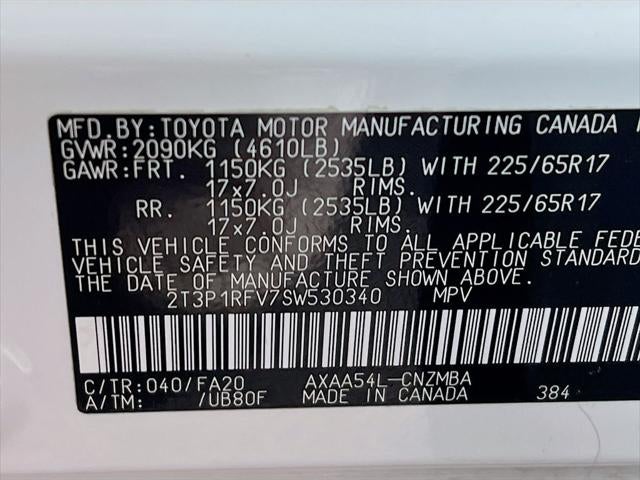 MFD.BY:TOYOTA MOTOR MANUFACTURING CANADA
GVWR:2090KG (4610LB)
GAWR:FRT. 1150KG (2535LB) WITH 225/65R17
17x7.0J RIMS.
RR. 1150KG (2535LB) WITH 225/65R17
17x7.0J RIMS.
THIS VEHICLE CONFORMS TO ALL APPLICABLE FEDE
VEHICLE SAFETY AND THEFT PREVENTION STANDARD
THE DATE OF MANUFACTURE SHOWN ABOVE.
2T3P1RFV7SW530340 MPV
C/TR:040/FA20 AXAA54L-CNZMBA
A/TM: /UB80F MADE IN CANADA 384